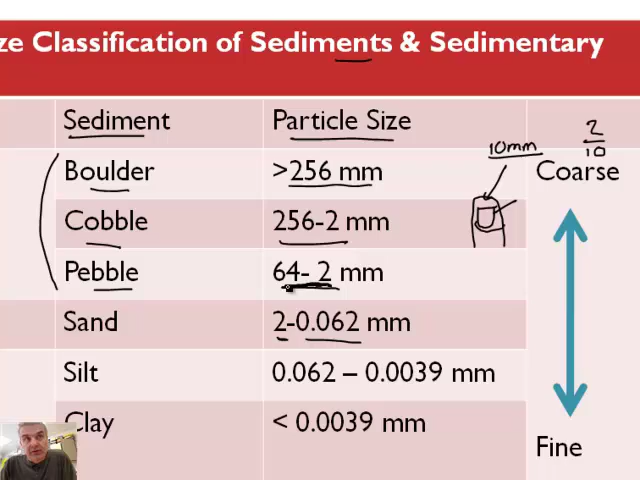 ze Classification of Sediments & Sedimentary
Sediment Particle Size
2
10
10mm
Boulder >256 mm Coarse
Cobble 256-2 mm
Pebble 64- 2 mm
Sand 2-0.062 mm
Silt 0.062 – 0.0039 mm
Clay < 0.0039 mm
Fine